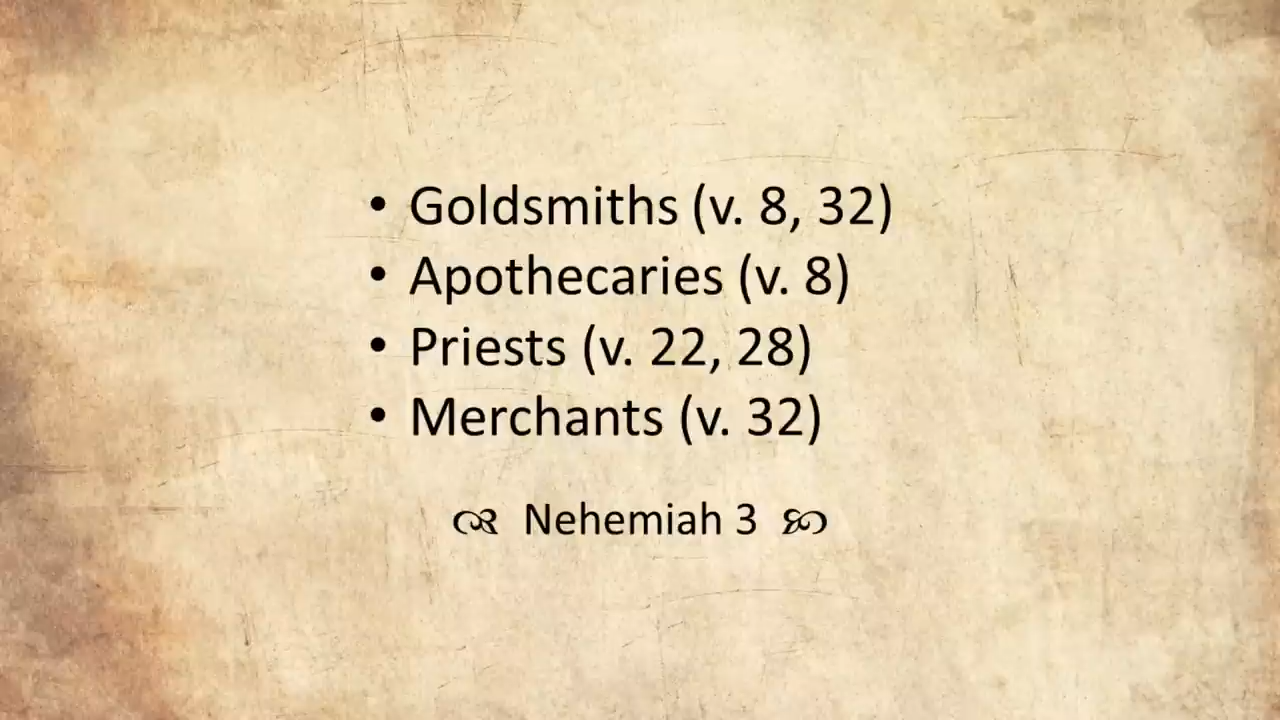 • Goldsmiths (v. 8, 32)
• Apothecaries (v. 8)
• Priests (v. 22, 28)
• Merchants (v. 32)
Nehemiah 3